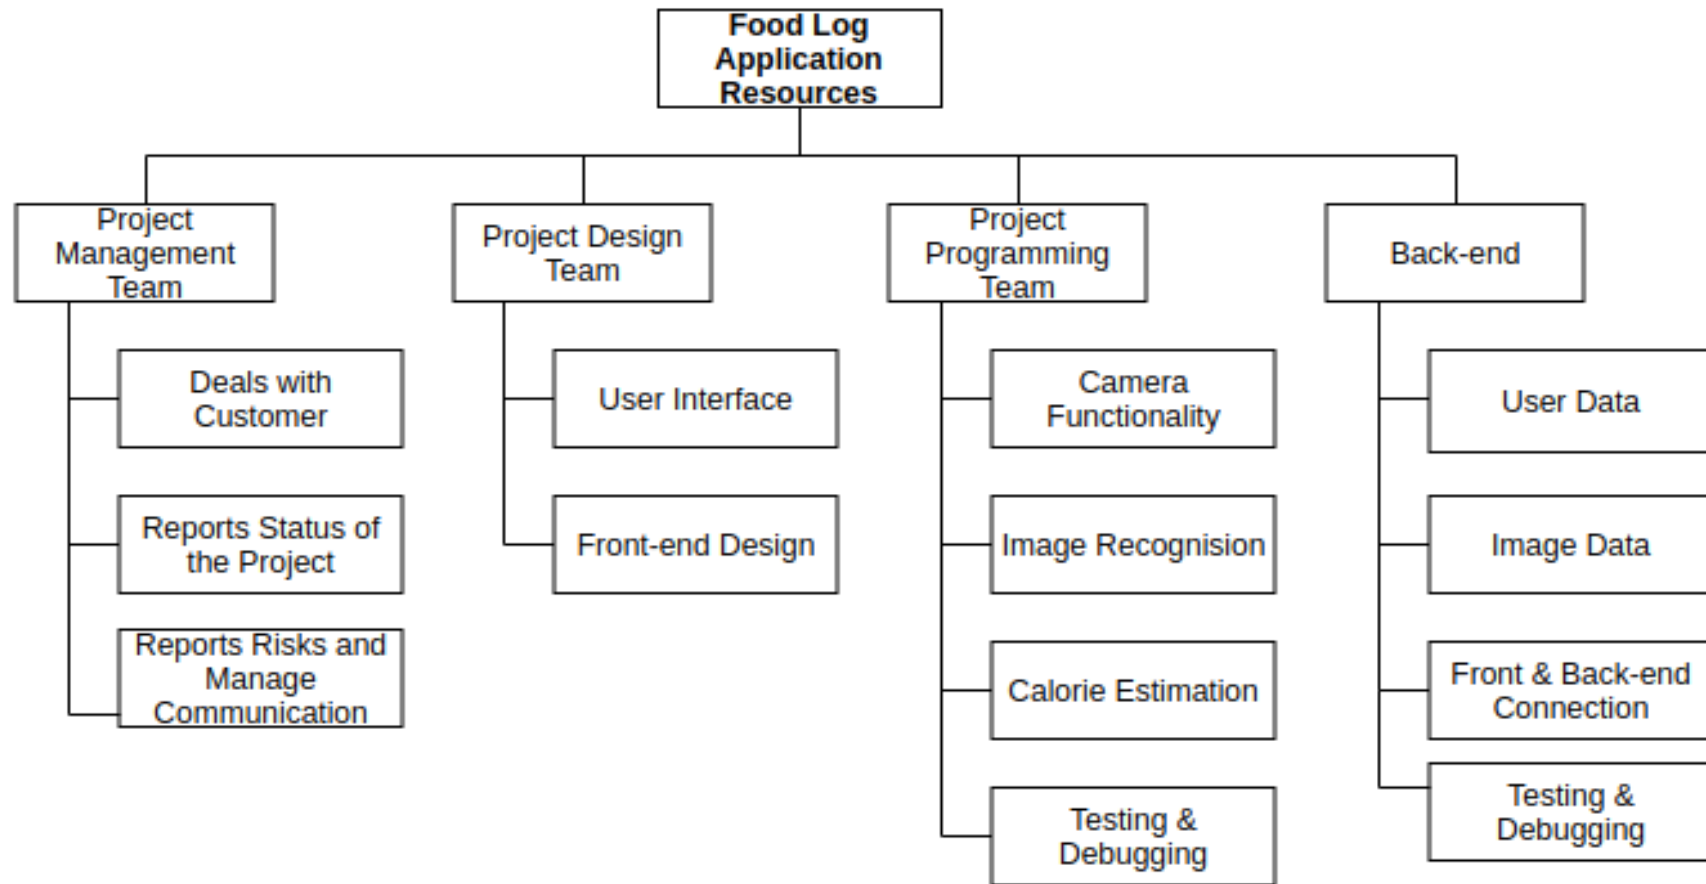 Food Log
Application
Resources
Project
Management
Team
Project Design
Team
Project
Programming
Team
Back-end
Deals with
Customer
User Interface
Camera
Functionality
User Data
Reports Status of
the Project
Front-end Design
Image Recognision
Image Data
Reports Risks and
Manage
Communication
Calorie Estimation
Front & Back-end
Connection
Testing &
Debugging
Testing &
Debugging